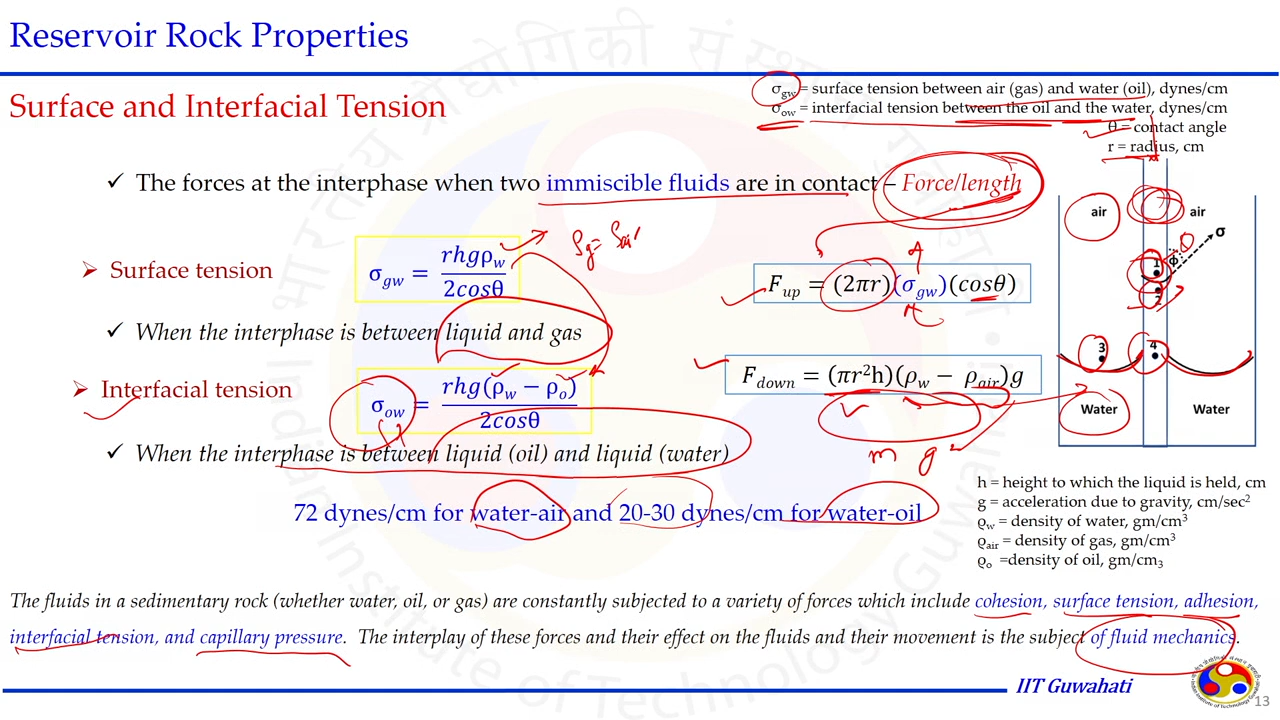 Reservoir Rock Properties
Surface and Interfacial Tension
σgw = surface tension between air (gas) and water (oil), dynes/cm
σow = interfacial tension between the oil and the water, dynes/cm
θ = contact angle
r = radius, cm
✓ The forces at the interphase when two immiscible fluids are in contact – Force/length
➢ Surface tension
σgw = rhgρw / 2cosθ
ρg = ρair
✓ When the interphase is between liquid and gas
➢ Interfacial tension
σow = rhg(ρw − ρo) / 2cosθ
✓ When the interphase is between liquid (oil) and liquid (water)
72 dynes/cm for water-air and 20-30 dynes/cm for water-oil
Fup = (2πr)(σgw)(cosθ)
Fdown = (πr²h)(ρw − ρair)g
m g
air
air
σ
θ
Φ
1
2
3
4
Water
Water
h = height to which the liquid is held, cm
g = acceleration due to gravity, cm/sec²
ϱw = density of water, gm/cm³
ϱair = density of gas, gm/cm³
ϱo =density of oil, gm/cm₃
The fluids in a sedimentary rock (whether water, oil, or gas) are constantly subjected to a variety of forces which include cohesion, surface tension, adhesion,
interfacial tension, and capillary pressure. The interplay of these forces and their effect on the fluids and their movement is the subject of fluid mechanics.
IIT Guwahati
13